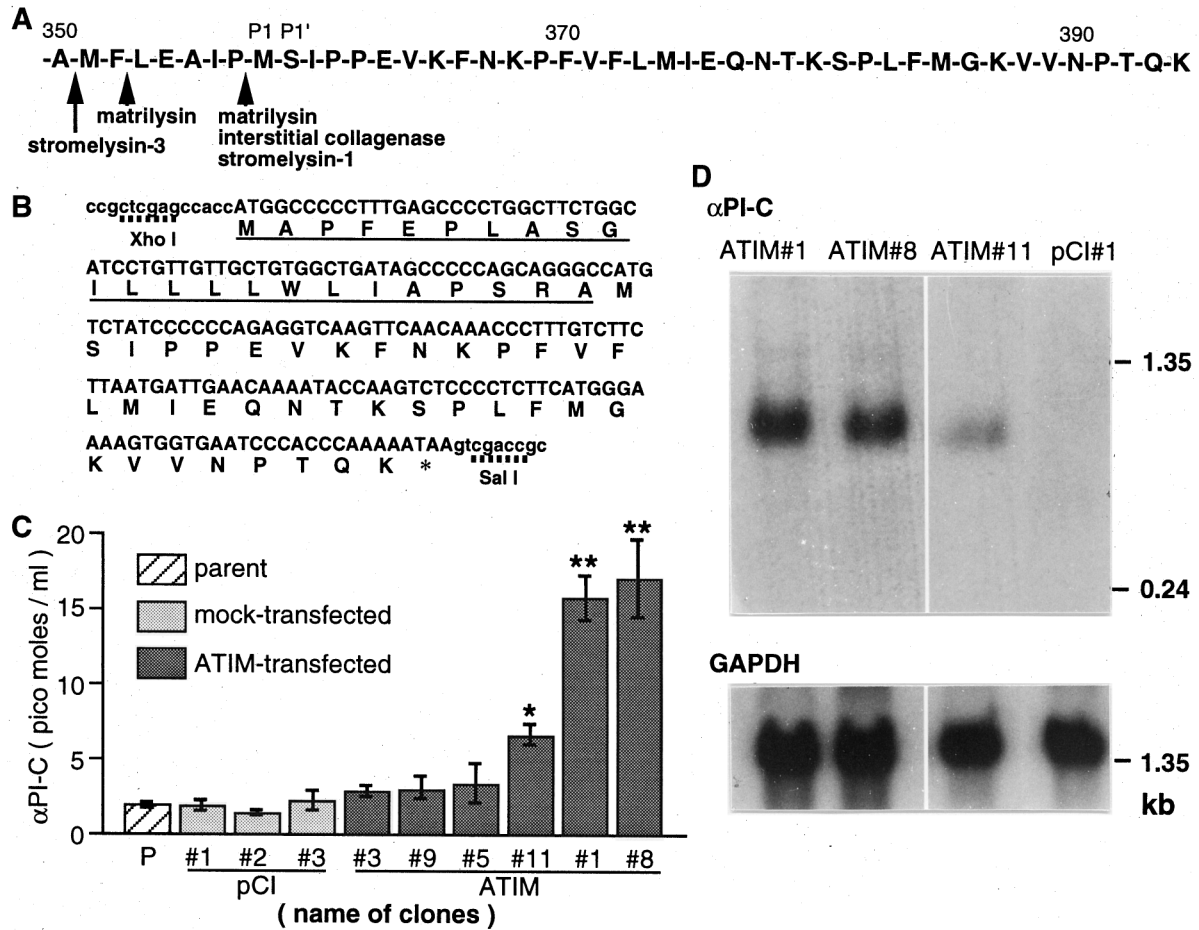 A
350 P1 P1' 370 390
-A-M-F-L-E-A-I-P-M-S-I-P-P-E-V-K-F-N-K-P-F-V-F-L-M-I-E-Q-N-T-K-S-P-L-F-M-G-K-V-V-N-P-T-Q-K
matrilysin
stromelysin-3
matrilysin
interstitial collagenase
stromelysin-1
B
ccgctcgagccaccATGGCCCCCTTTGAGCCCCTGGCTTCTGGC
Xho I
M A P F E P L A S G
ATCCTGTTGTTGCTGTGGCTGATAGCCCCCAGCAGGGCCATG
I L L L L W L I A P S R A M
TCTATCCCCCCAGAGGTCAAGTTCAACAAACCCTTTGTCTTC
S I P P E V K F N K P F V F
TTAATGATTGAACAAAATACCAAGTCTCCCCTCTTCATGGGA
L M I E Q N T K S P L F M G
AAAGTGGTGAATCCCACCCAAAAATAAgtcgaccgc
K V V N P T Q K *
Sal I
C
αPI-C ( pico moles / ml )
20
15
10
5
0
parent
mock-transfected
ATIM-transfected
* ** **
P #1 #2 #3 #3 #9 #5 #11 #1 #8
pCI ATIM
( name of clones )
D
αPI-C
ATIM#1 ATIM#8 ATIM#11 pCI#1
1.35
0.24
GAPDH
1.35
kb